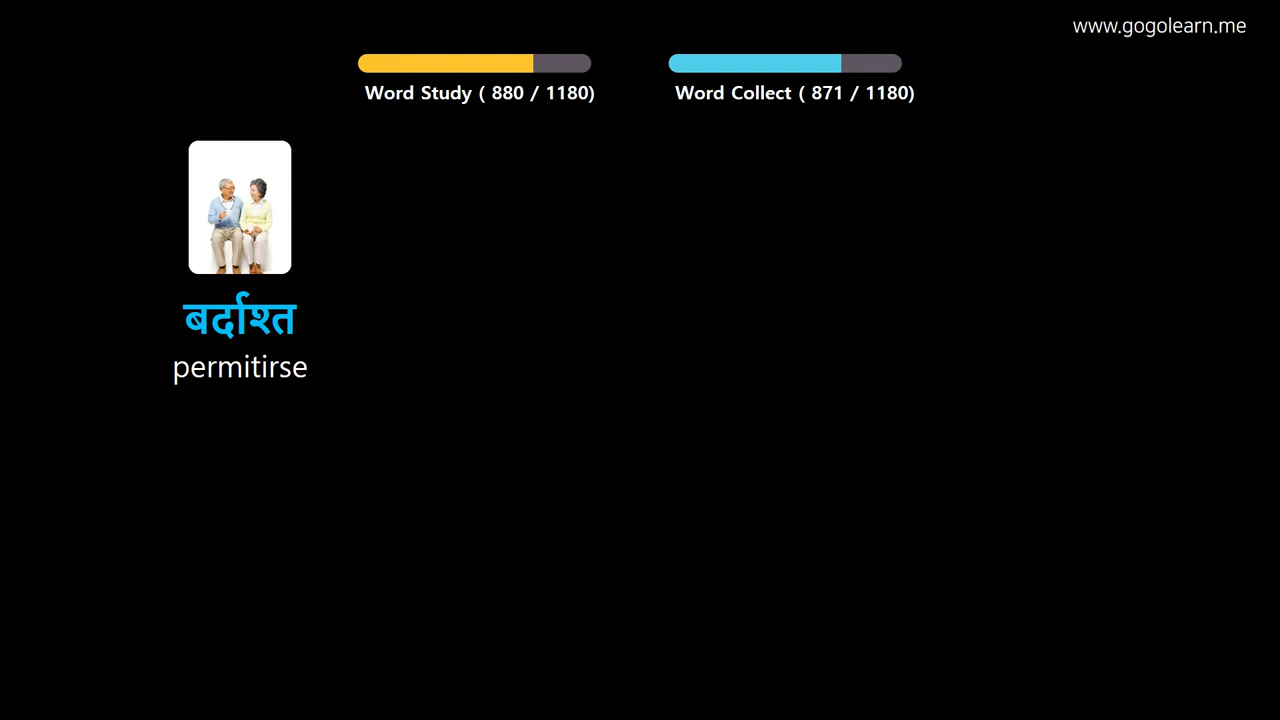 www.gogolearn.me
Word Study ( 880 / 1180)
Word Collect ( 871 / 1180)
बर्दाश्त
permitirse